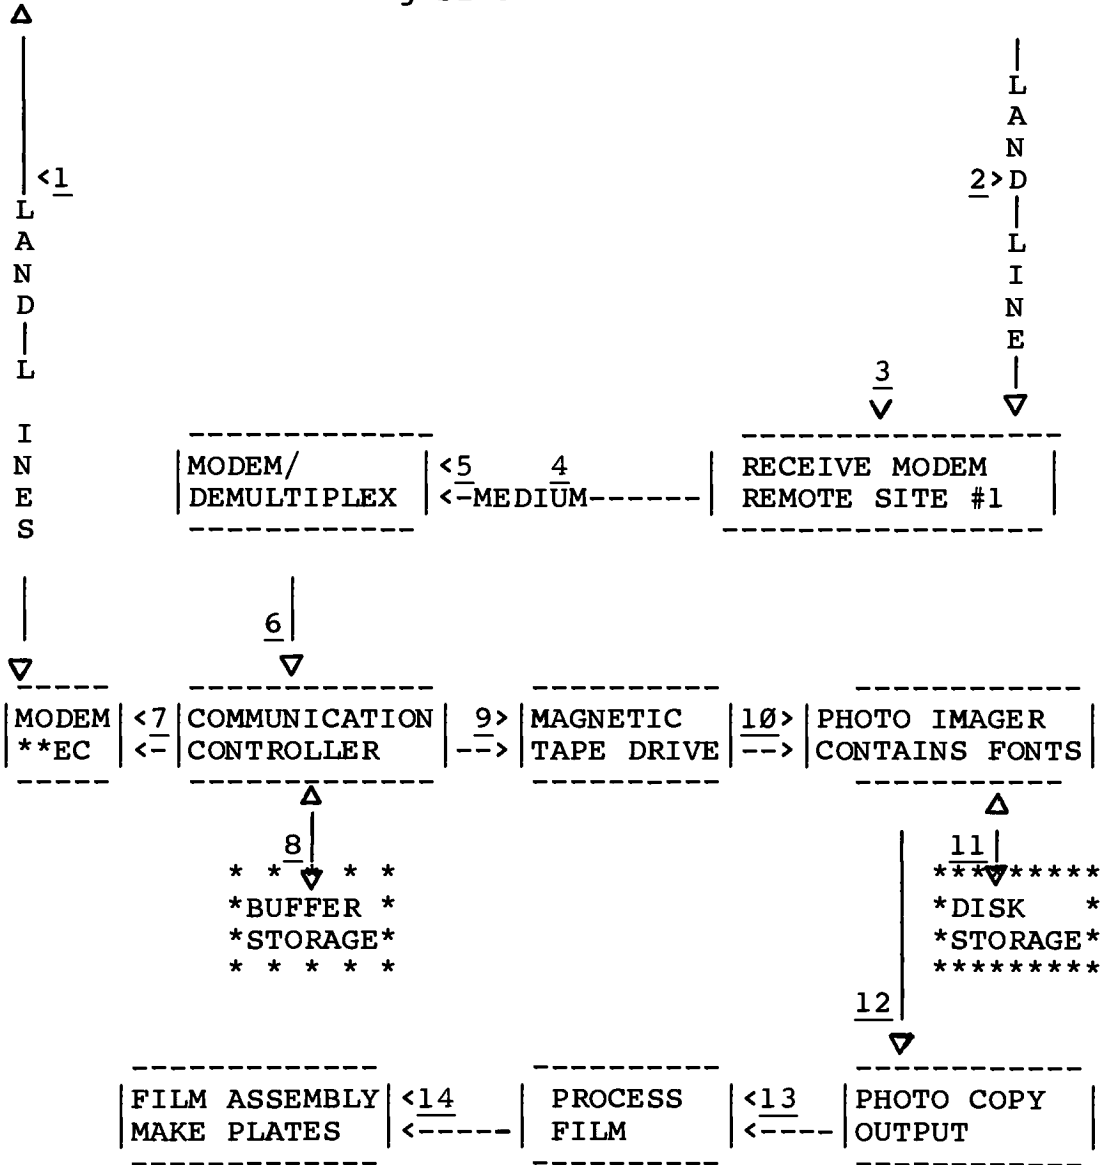 L
A
N
D
L
I
N
E
<1
2>
L
A
N
D
L
I
N
E
S
3
MODEM/ <5 4 RECEIVE MODEM
DEMULTIPLEX <-MEDIUM------ REMOTE SITE #1
6
MODEM <7 COMMUNICATION 9> MAGNETIC 10> PHOTO IMAGER
**EC <- CONTROLLER --> TAPE DRIVE --> CONTAINS FONTS
8 11
* * * * * *********
*BUFFER * *DISK *
*STORAGE* *STORAGE*
* * * * * *********
12
FILM ASSEMBLY <14 PROCESS <13 PHOTO COPY
MAKE PLATES <----- FILM <---- OUTPUT